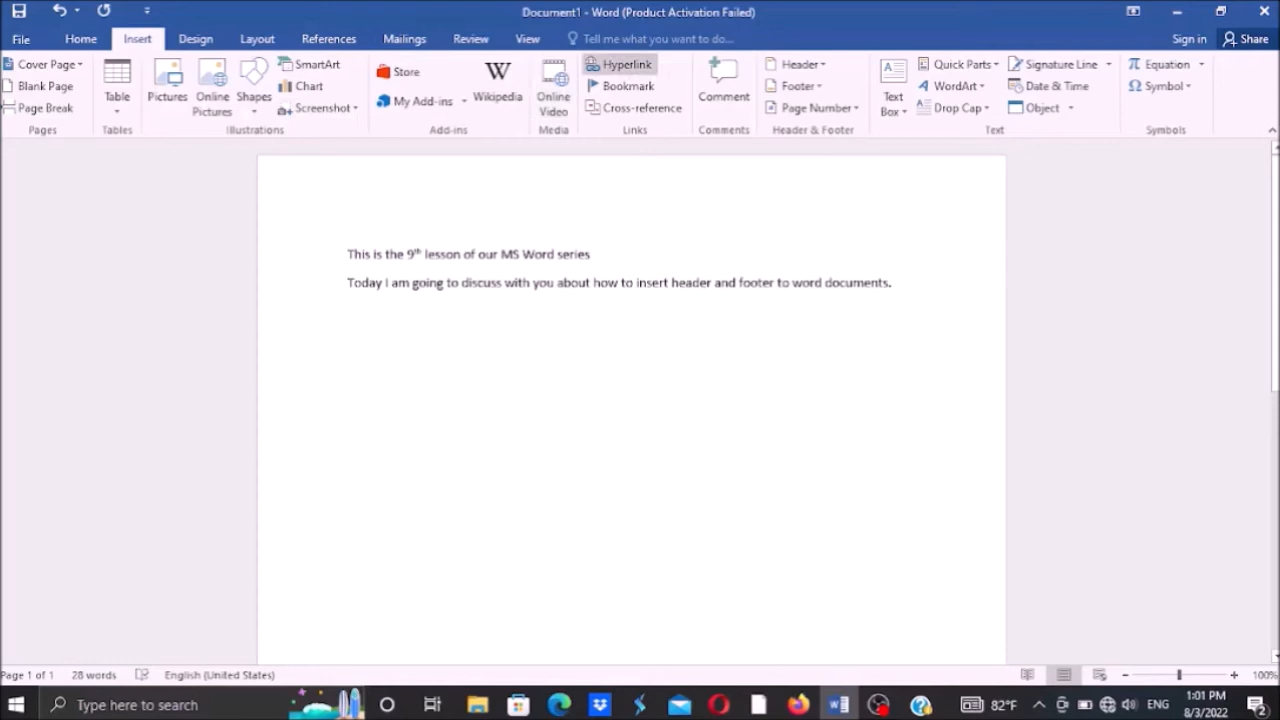 Document1 - Word (Product Activation Failed)
File Home Insert Design Layout References Mailings Review View Tell me what you want to do... Sign in Share
Cover Page
Blank Page
Page Break
Pages
Table
Tables
Pictures
Online Pictures
Shapes
SmartArt
Chart
Screenshot
Illustrations
Store
My Add-ins
W
Wikipedia
Add-ins
Online Video
Media
Hyperlink
Bookmark
Cross-reference
Links
Comment
Comments
Header
Footer
Page Number
Header & Footer
Text Box
Quick Parts
WordArt
Drop Cap
Signature Line
Date & Time
Object
Text
Equation
Symbol
Symbols
This is the 9th lesson of our MS Word series
Today I am going to discuss with you about how to insert header and footer to word documents.
Page 1 of 1 28 words English (United States) 100%
Type here to search 82°F ENG 1:01 PM
8/3/2022 2